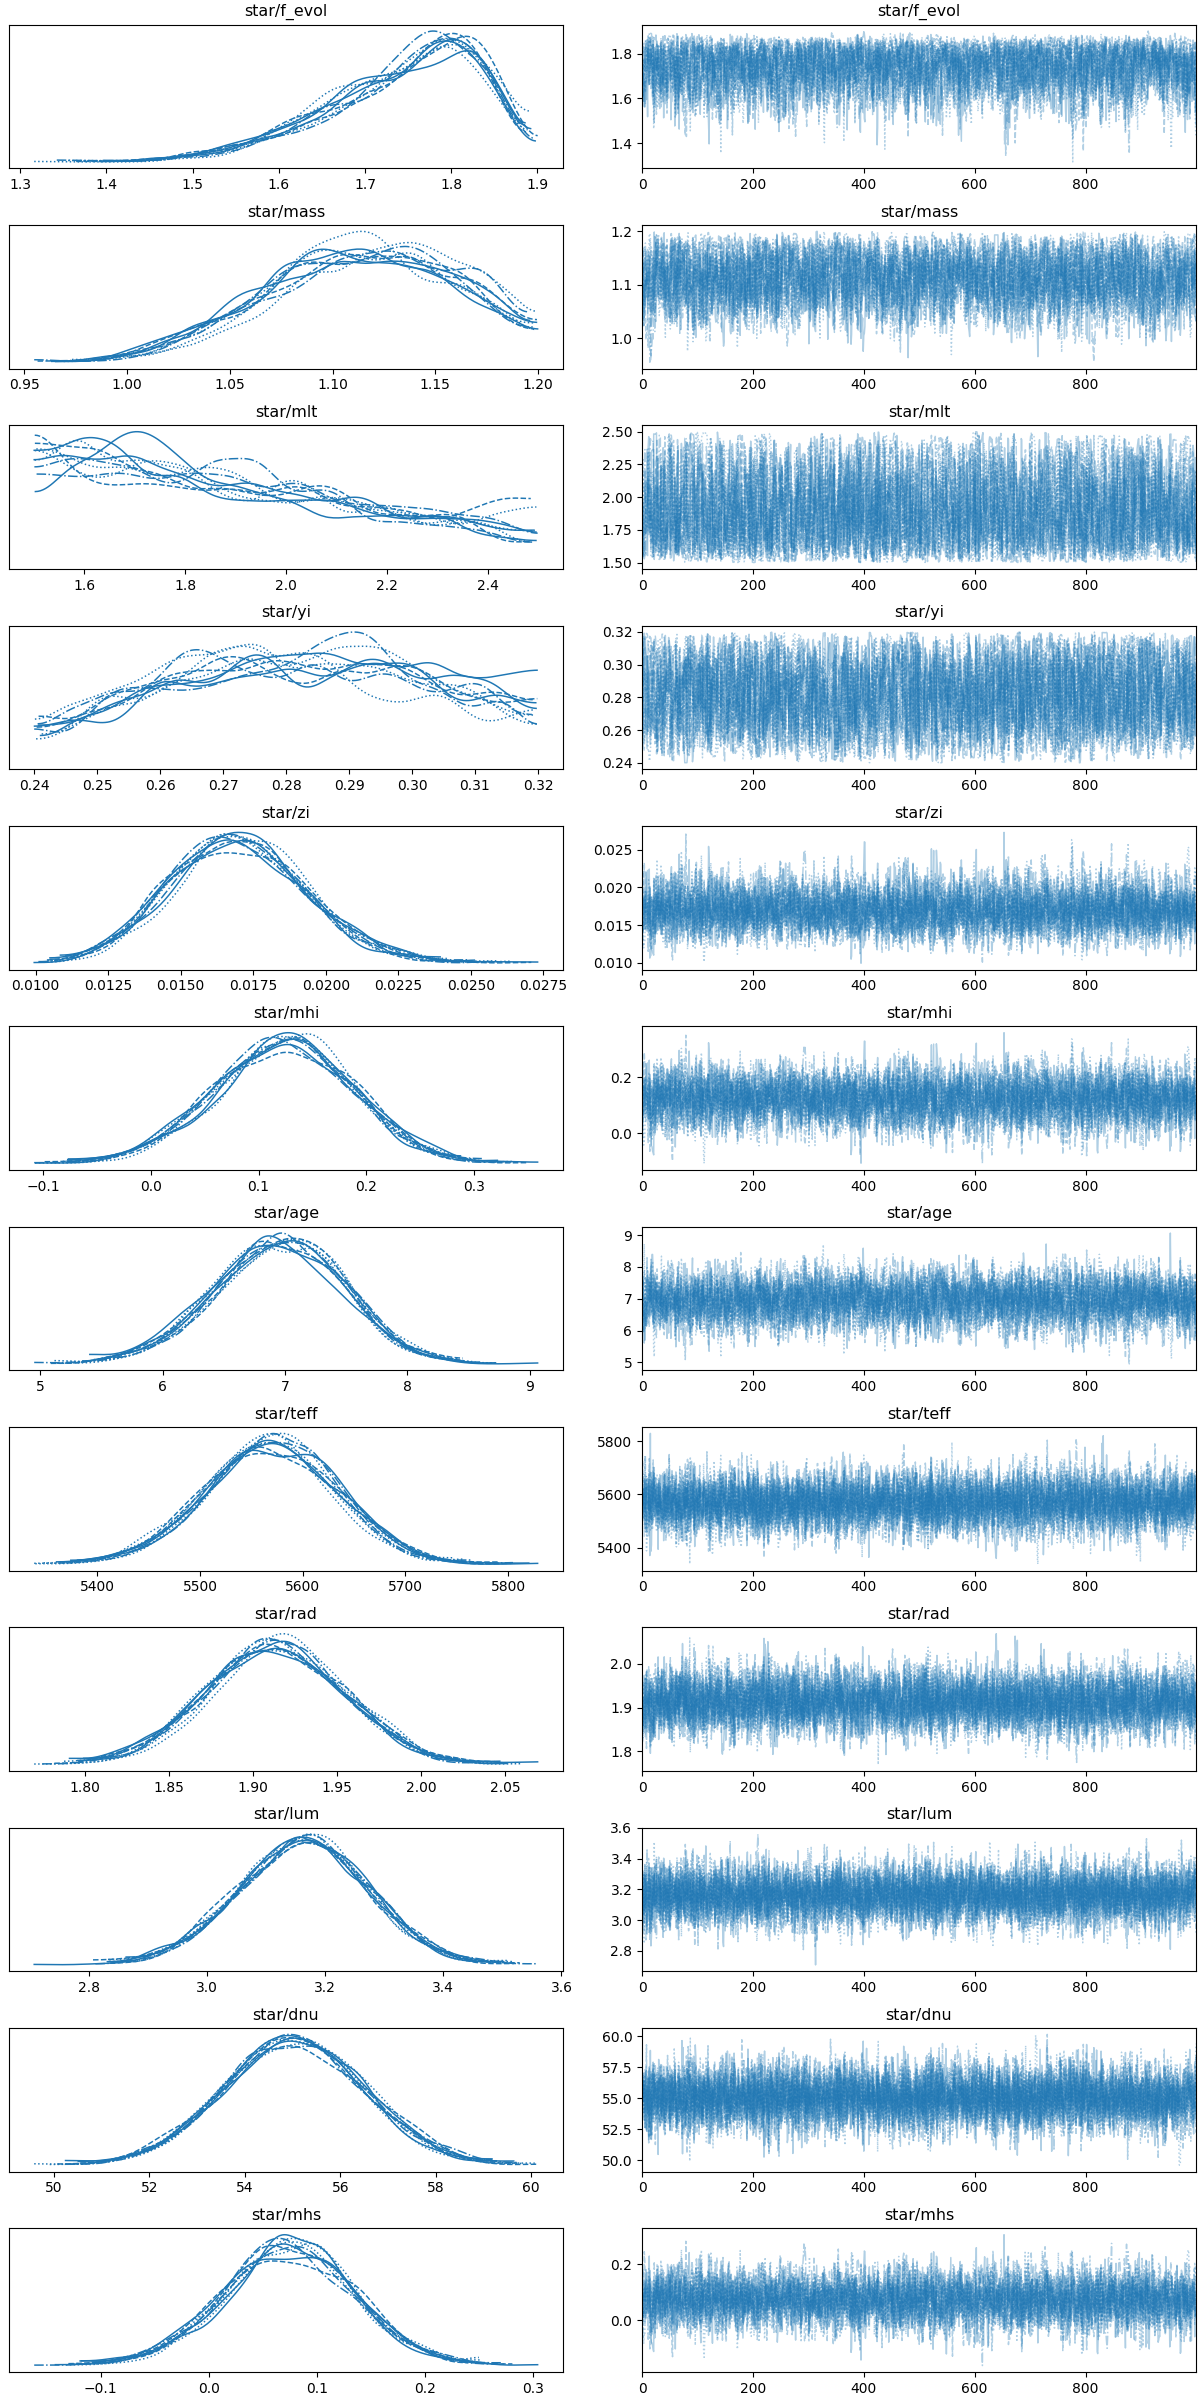 star/f_evol star/f_evol
1.8
1.6
1.4
1.3 1.4 1.5 1.6 1.7 1.8 1.9 0 200 400 600 800
star/mass star/mass
1.2
1.1
1.0
0.95 1.00 1.05 1.10 1.15 1.20 0 200 400 600 800
star/mlt star/mlt
2.50
2.25
2.00
1.75
1.50
1.6 1.8 2.0 2.2 2.4 0 200 400 600 800
star/yi star/yi
0.32
0.30
0.28
0.26
0.24
0.24 0.25 0.26 0.27 0.28 0.29 0.30 0.31 0.32 0 200 400 600 800
star/zi star/zi
0.025
0.020
0.015
0.010
0.0100 0.0125 0.0150 0.0175 0.0200 0.0225 0.0250 0.0275 0 200 400 600 800
star/mhi star/mhi
0.2
0.0
−0.1 0.0 0.1 0.2 0.3 0 200 400 600 800
star/age star/age
9
8
7
6
5
5 6 7 8 9 0 200 400 600 800
star/teff star/teff
5800
5600
5400
5400 5500 5600 5700 5800 0 200 400 600 800
star/rad star/rad
2.0
1.9
1.8
1.80 1.85 1.90 1.95 2.00 2.05 0 200 400 600 800
star/lum star/lum
3.6
3.4
3.2
3.0
2.8
2.8 3.0 3.2 3.4 3.6 0 200 400 600 800
star/dnu star/dnu
60.0
57.5
55.0
52.5
50.0
50 52 54 56 58 60 0 200 400 600 800
star/mhs star/mhs
0.2
0.0
−0.1 0.0 0.1 0.2 0.3 0 200 400 600 800